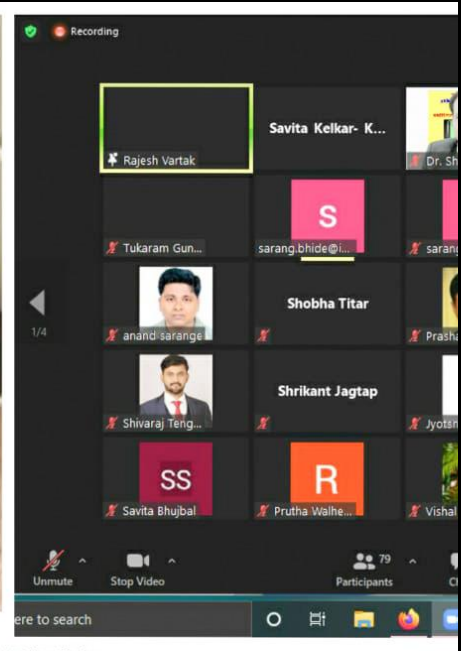 Recording
Savita Kelkar- K...
Rajesh Vartak
Dr. Sh
S
Tukaram Gun...
sarang.bhide@i...
sarang
Shobha Titar
1/4
anand sarange
Prasha
Shrikant Jagtap
Shivaraj Teng...
Jyotsn
SS
R
Savita Bhujbal
Prutha Walhe...
Vishal
79
Unmute
Stop Video
Participants
ere to search